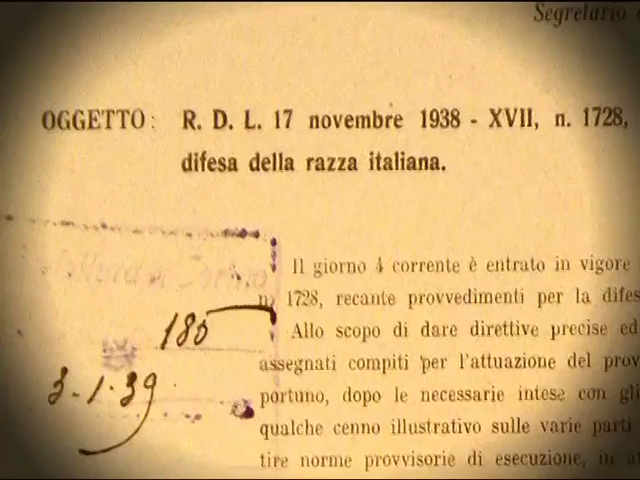 Segretario
OGGETTO: R. D. L. 17 novembre 1938 - XVII, n. 1728,
difesa della razza italiana.
Il giorno 4 corrente è entrato in vigore
n. 1728, recante provvedimenti per la difes
Allo scopo di dare direttive precise ed
assegnati compiti per l'attuazione del prov
portuno, dopo le necessarie intese con gli
qualche cenno illustrativo sulle varie parti
tire norme provvisorie di esecuzione, in at
180
3-1-39